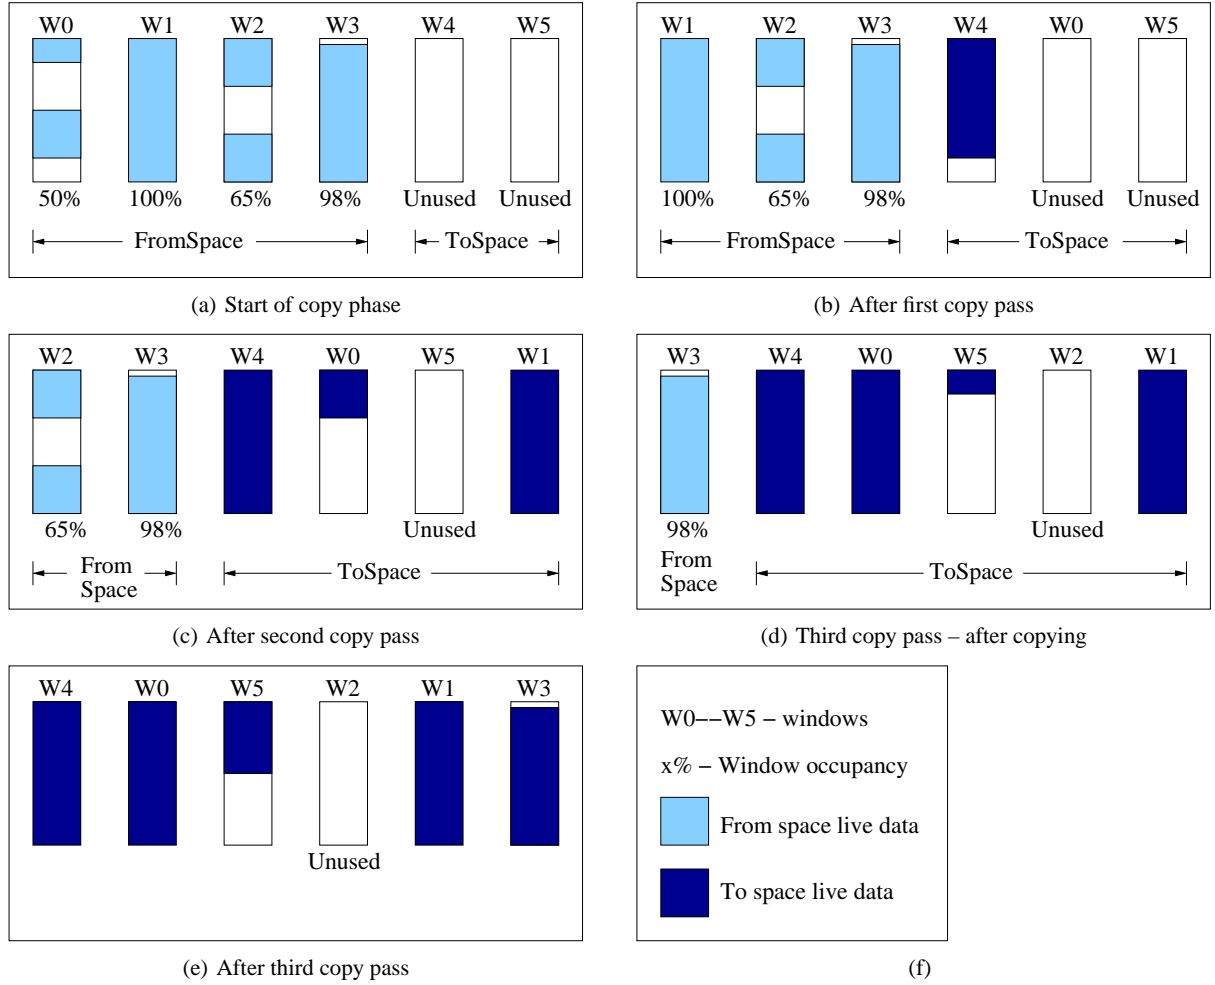 W0 W1 W2 W3 W4 W5
50% 100% 65% 98% Unused Unused
FromSpace ToSpace
(a) Start of copy phase
W1 W2 W3 W4 W0 W5
100% 65% 98% Unused Unused
FromSpace ToSpace
(b) After first copy pass
W2 W3 W4 W0 W5 W1
65% 98% Unused
From
Space
ToSpace
(c) After second copy pass
W3 W4 W0 W5 W2 W1
98% Unused
From
Space
ToSpace
(d) Third copy pass – after copying
W4 W0 W5 W2 W1 W3
Unused
(e) After third copy pass
W0−−W5 − windows
x% − Window occupancy
From space live data
To space live data
(f)